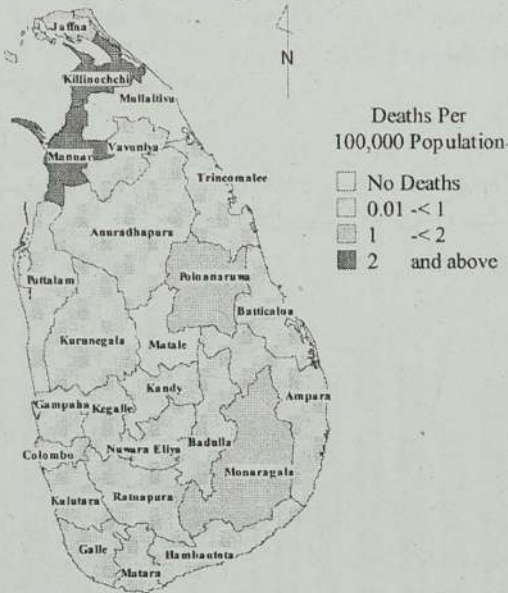 Jaffna
N
Killinochchi
Mullaitivu
Deaths Per
100,000 Population
Mannar
Vavuniya
Trincomalee
No Deaths
0.01 -< 1
1 -< 2
2 and above
Anuradhapura
Puttalam
Polonnaruwa
Batticaloa
Kurunegala
Matale
Kandy
Ampara
Gampaha
Kegalle
Colombo
Nuwara Eliya
Badulla
Monaragala
Kalutara
Ratnapura
Galle
Hambantota
Matara